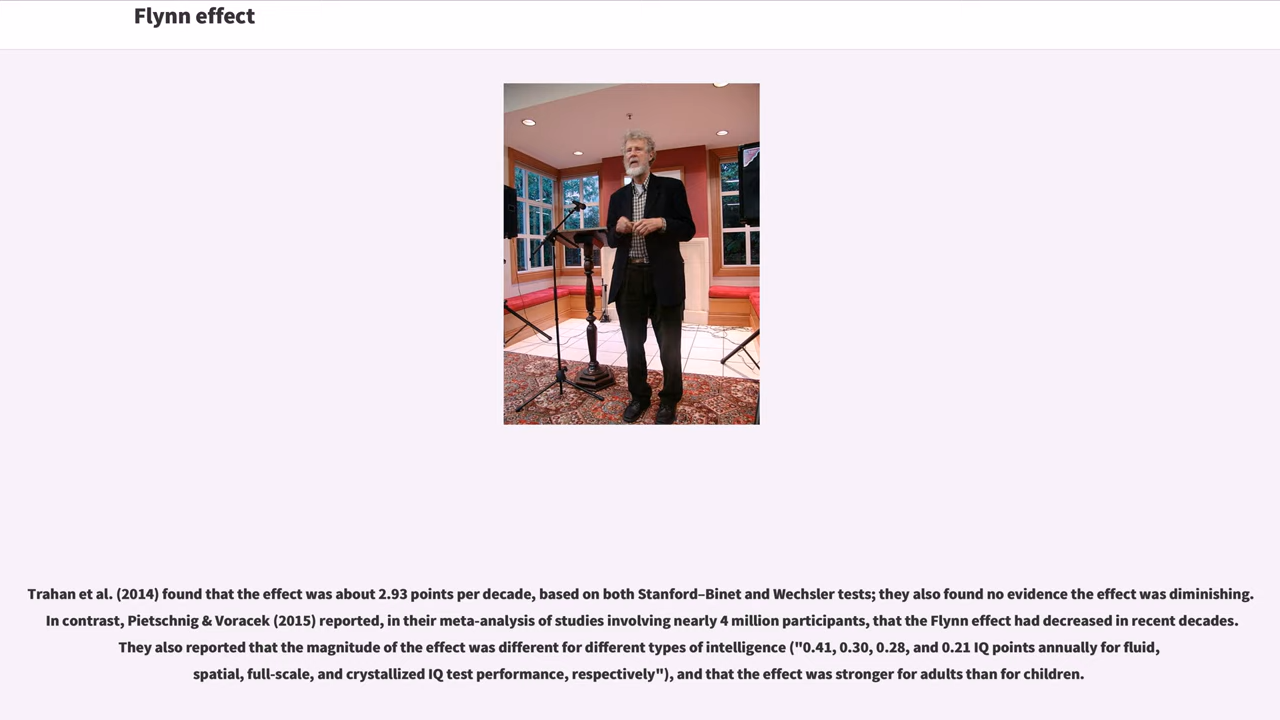 Flynn effect
Trahan et al. (2014) found that the effect was about 2.93 points per decade, based on both Stanford–Binet and Wechsler tests; they also found no evidence the effect was diminishing.
In contrast, Pietschnig & Voracek (2015) reported, in their meta-analysis of studies involving nearly 4 million participants, that the Flynn effect had decreased in recent decades.
They also reported that the magnitude of the effect was different for different types of intelligence ("0.41, 0.30, 0.28, and 0.21 IQ points annually for fluid,
spatial, full-scale, and crystallized IQ test performance, respectively"), and that the effect was stronger for adults than for children.